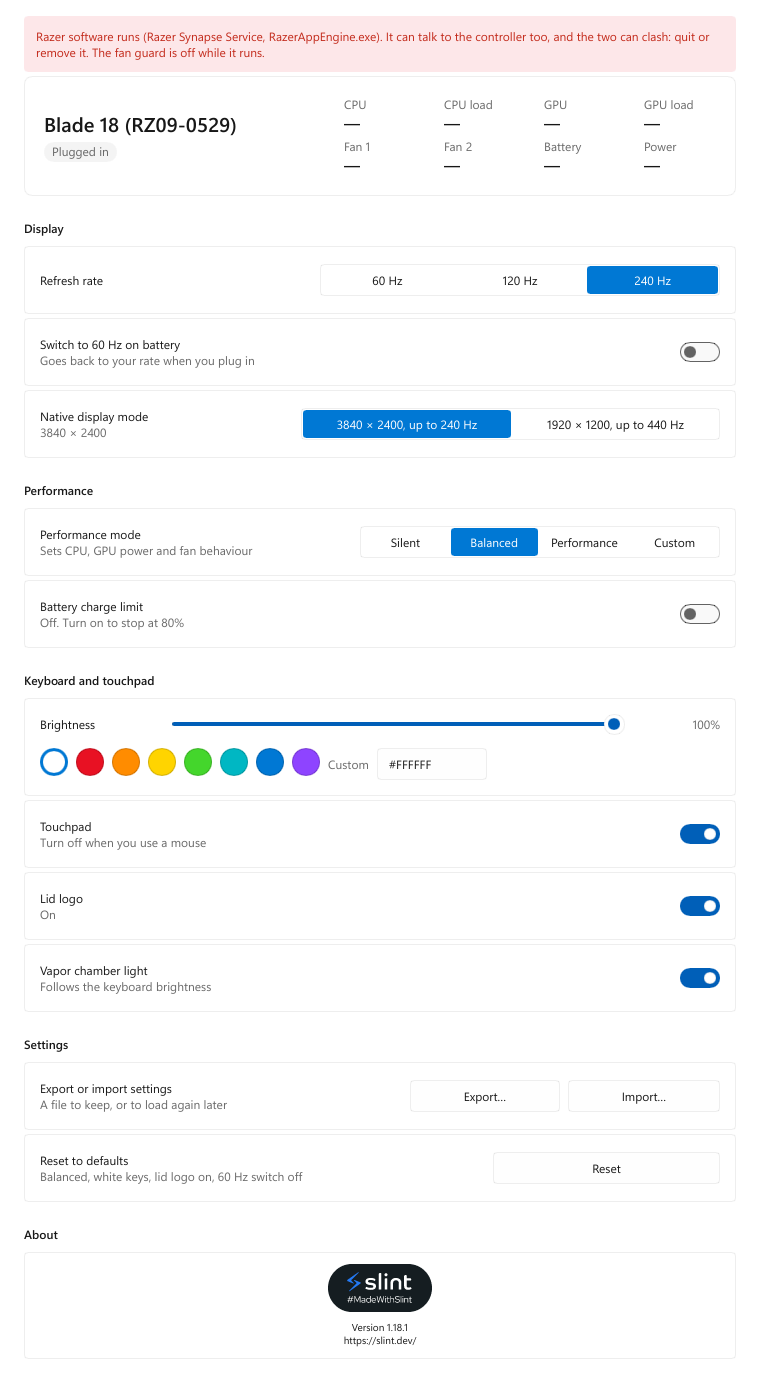 Razer software runs (Razer Synapse Service, RazerAppEngine.exe). It can talk to the controller too, and the two can clash: quit or
remove it. The fan guard is off while it runs.
Blade 18 (RZ09-0529)
Plugged in
CPU
CPU load
GPU
GPU load
—
—
—
—
Fan 1
Fan 2
Battery
Power
—
—
—
—
Display
Refresh rate
60 Hz
120 Hz
240 Hz
Switch to 60 Hz on battery
Goes back to your rate when you plug in
Native display mode
3840 × 2400
3840 × 2400, up to 240 Hz
1920 × 1200, up to 440 Hz
Performance
Performance mode
Sets CPU, GPU power and fan behaviour
Silent
Balanced
Performance
Custom
Battery charge limit
Off. Turn on to stop at 80%
Keyboard and touchpad
Brightness
100%
Custom
#FFFFFF
Touchpad
Turn off when you use a mouse
Lid logo
On
Vapor chamber light
Follows the keyboard brightness
Settings
Export or import settings
A file to keep, or to load again later
Export...
Import...
Reset to defaults
Balanced, white keys, lid logo on, 60 Hz switch off
Reset
About
slint
#MadeWithSlint
Version 1.18.1
https://slint.dev/